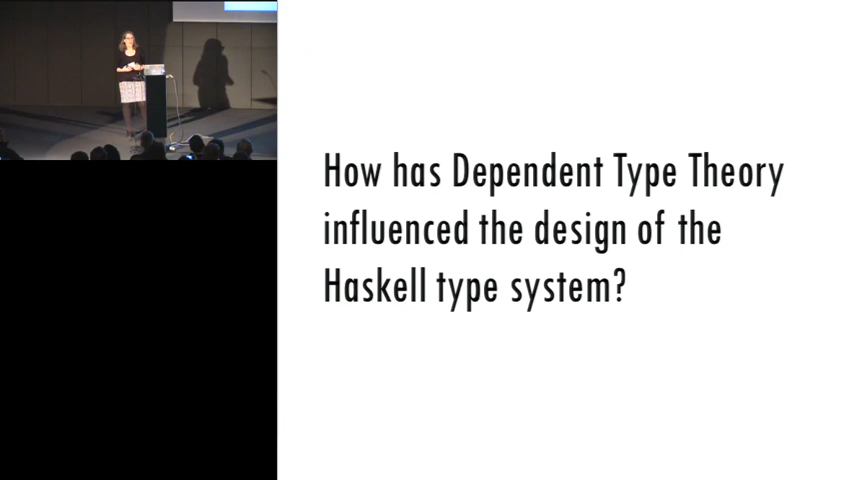 How has Dependent Type Theory
influenced the design of the
Haskell type system?